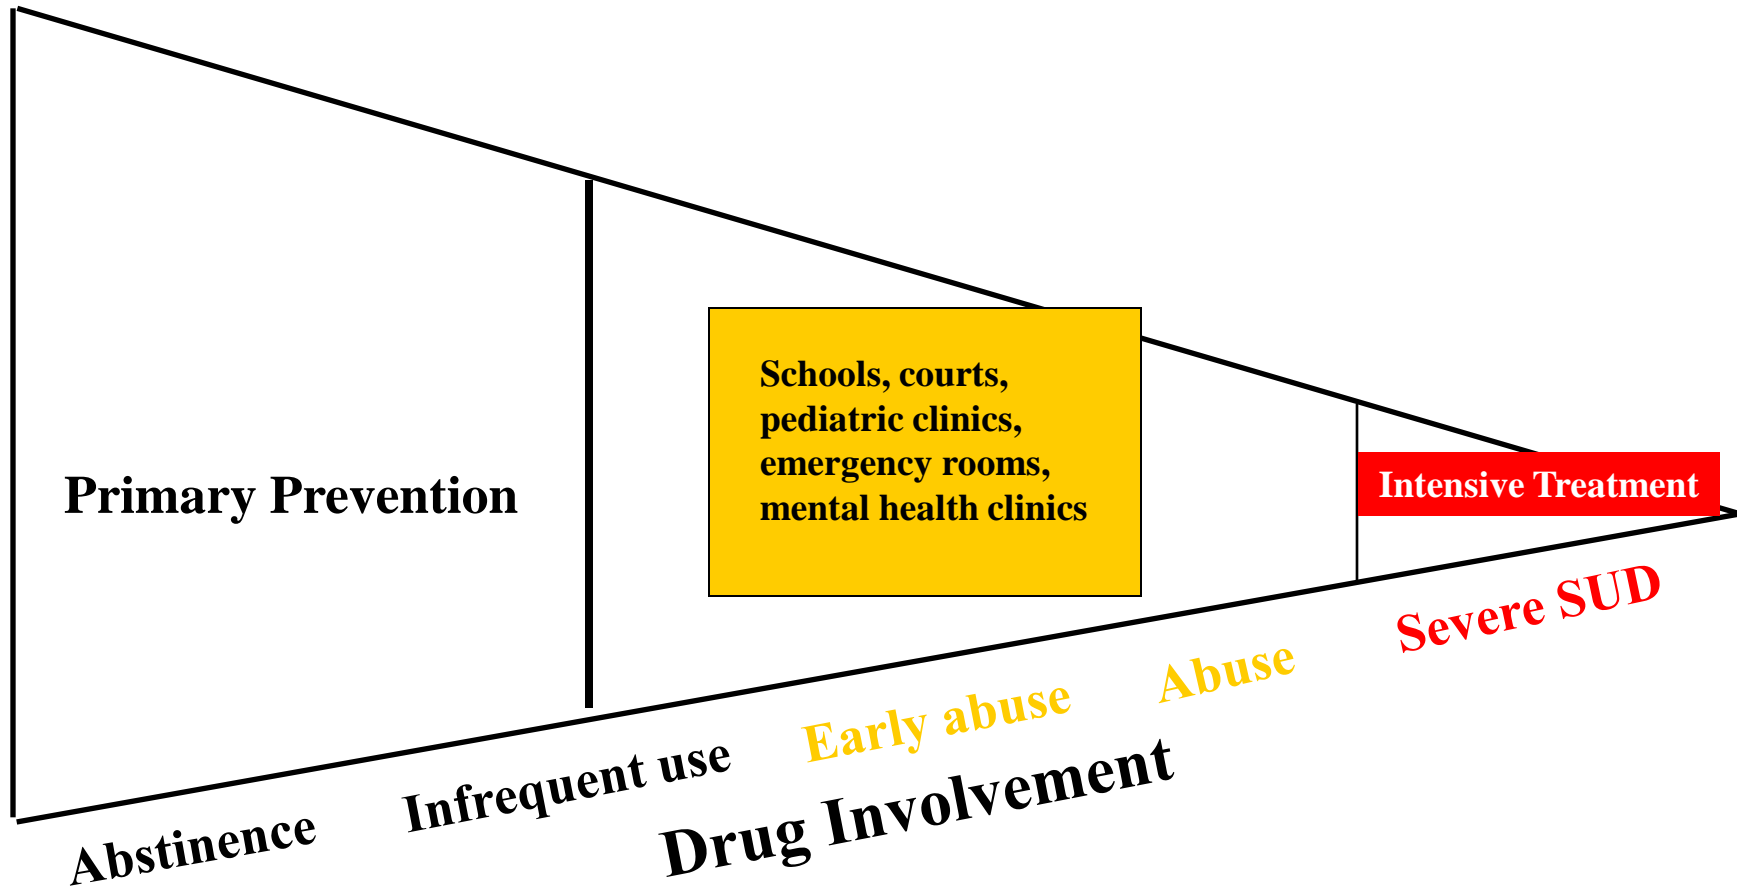 Schools, courts,
pediatric clinics,
emergency rooms,
mental health clinics
Primary Prevention
Intensive Treatment
Severe SUD
Abuse
Early abuse
Infrequent use
Abstinence
Drug Involvement